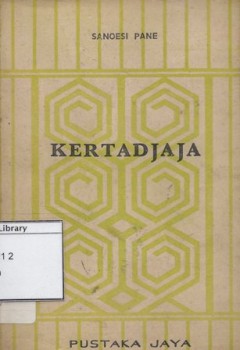 SANOESI PANE
KERTADJAJA
Library
12
PUSTAKA JAYA